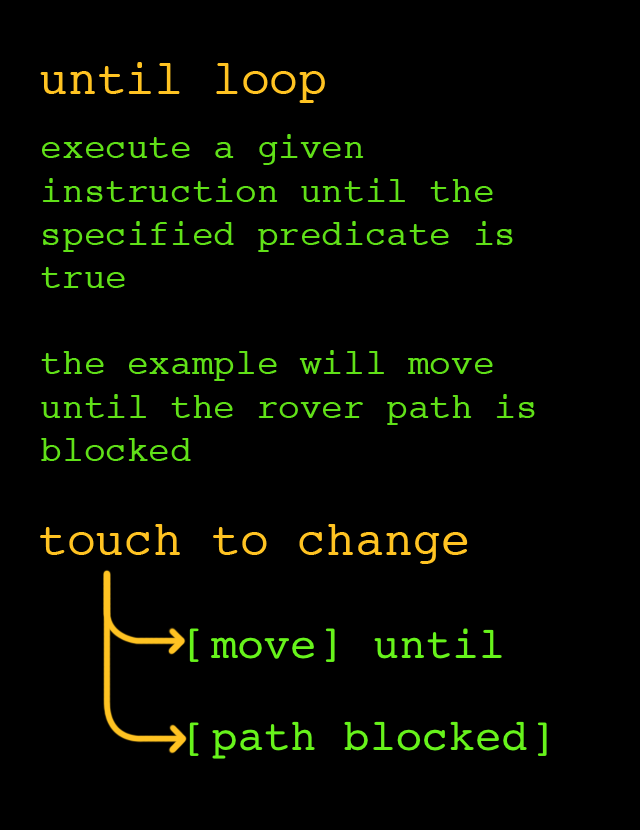 until loop
execute a given
instruction until the
specified predicate is
true
the example will move
until the rover path is
blocked
touch to change
[move] until
[path blocked]